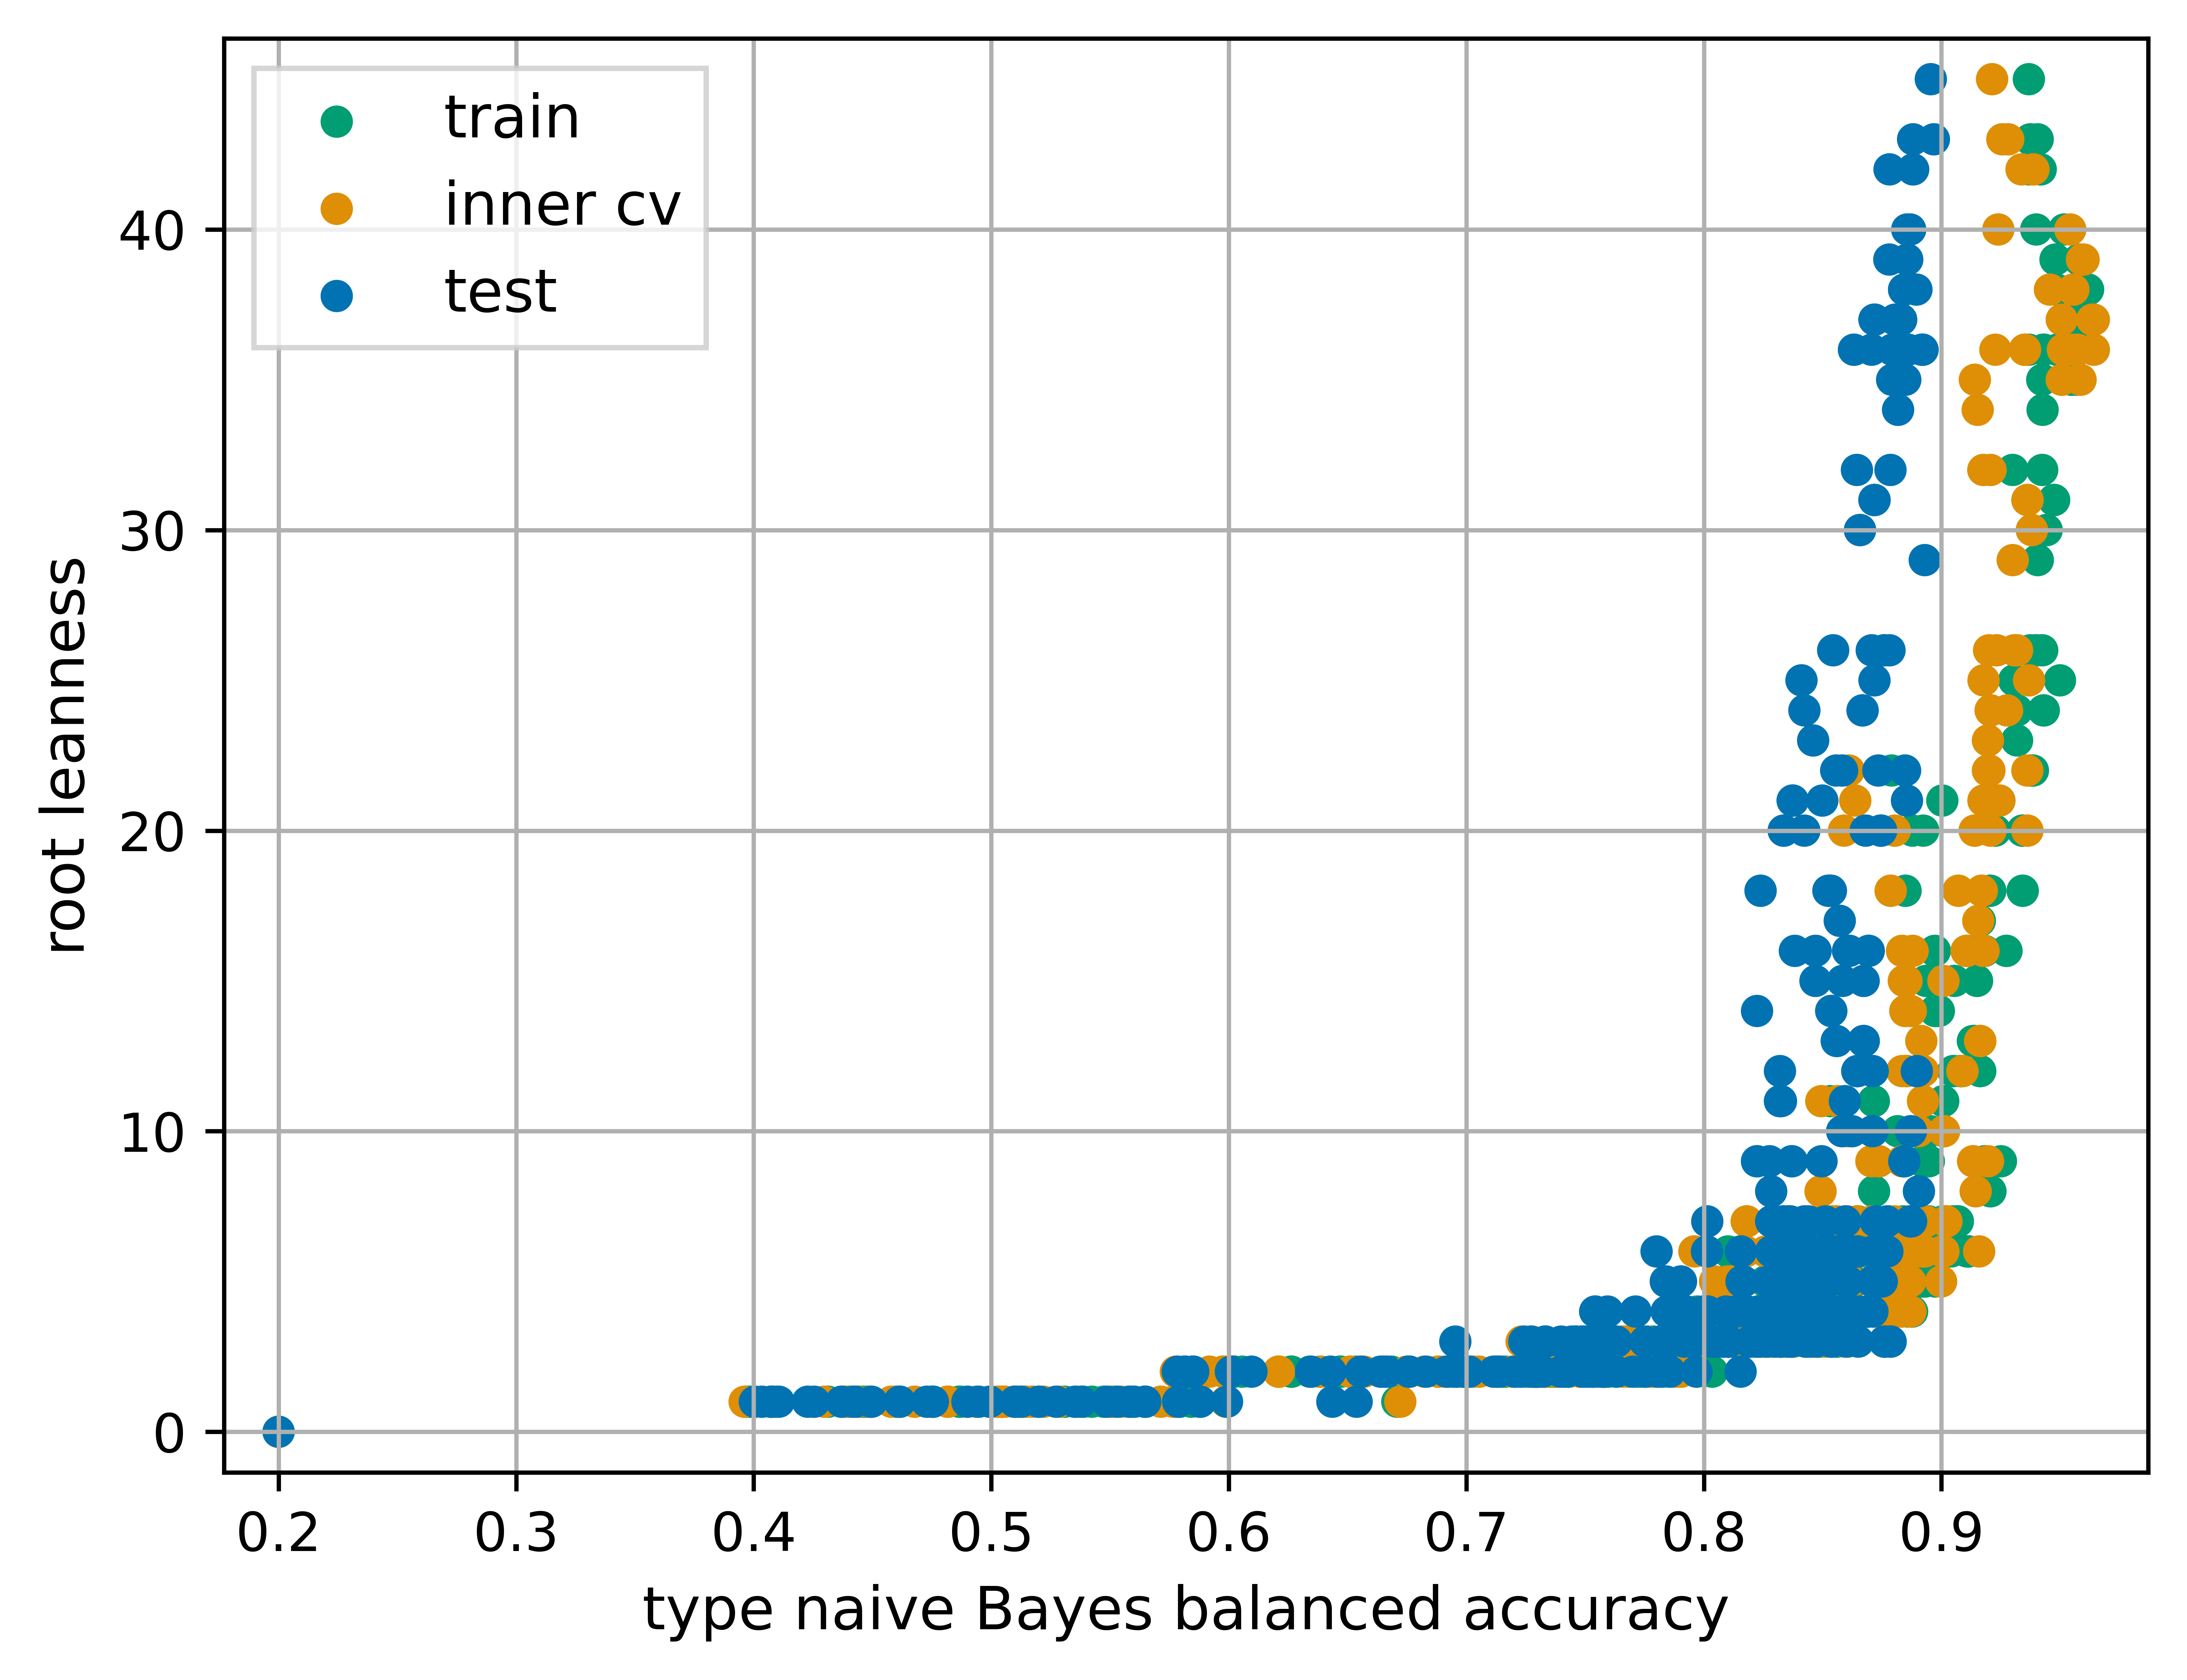 train
inner cv
test
40
30
20
10
0
root leanness
0.2 0.3 0.4 0.5 0.6 0.7 0.8 0.9
type naive Bayes balanced accuracy